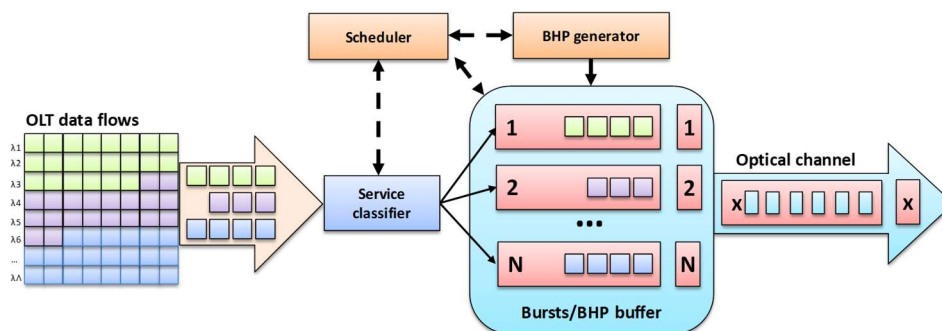 Scheduler
BHP generator
OLT data flows
λ1
λ2
λ3
λ4
λ5
λ6
...
λΛ
Service
classifier
1
1
2
2
...
N
N
Bursts/BHP buffer
Optical channel
x
x